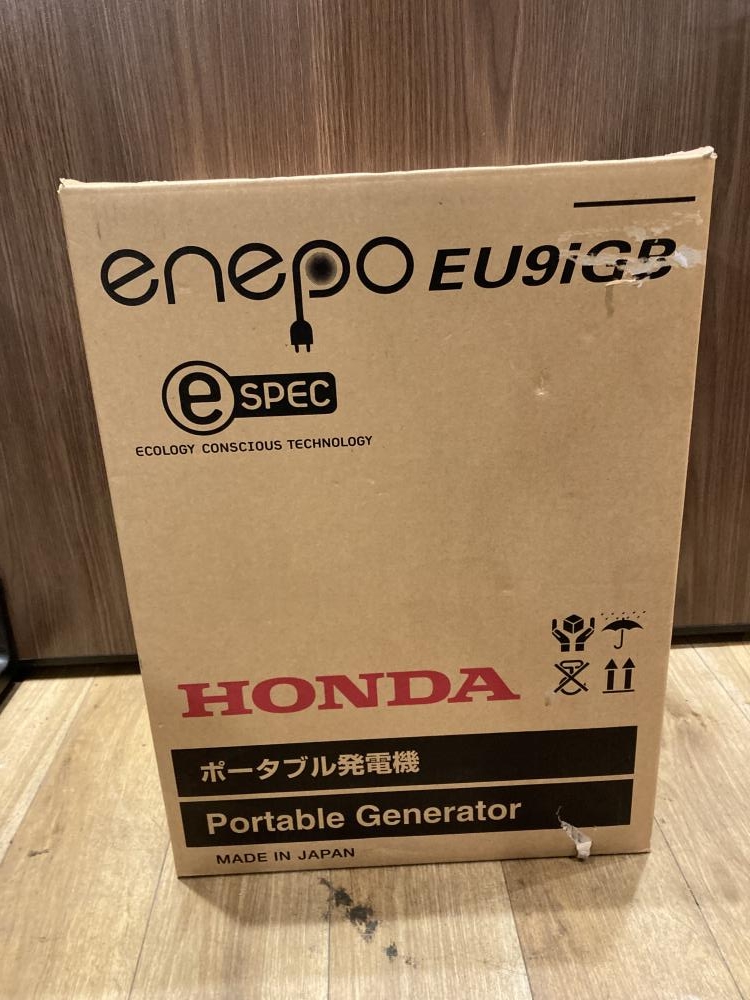 enepo EU9iGB
e SPEC
ECOLOGY CONSCIOUS TECHNOLOGY
HONDA
ポータブル発電機
Portable Generator
MADE IN JAPAN